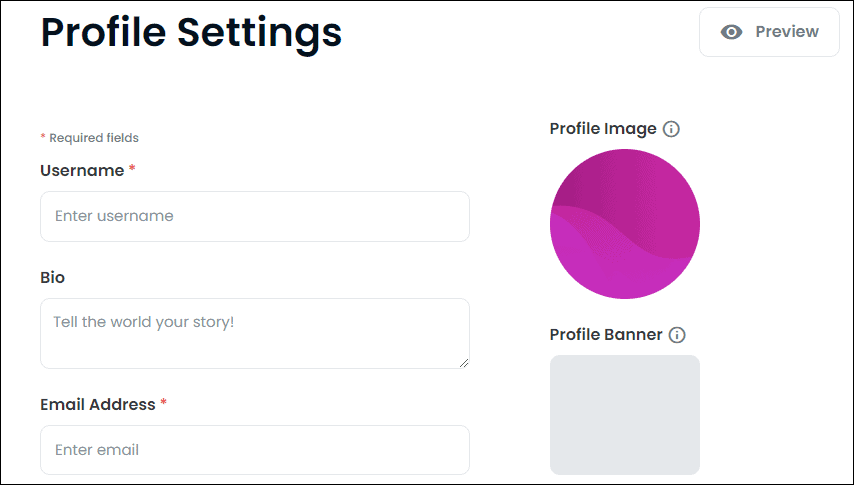 Profile Settings
Preview
* Required fields
Username *
Enter username
Bio
Tell the world your story!
Email Address *
Enter email
Profile Image
Profile Banner